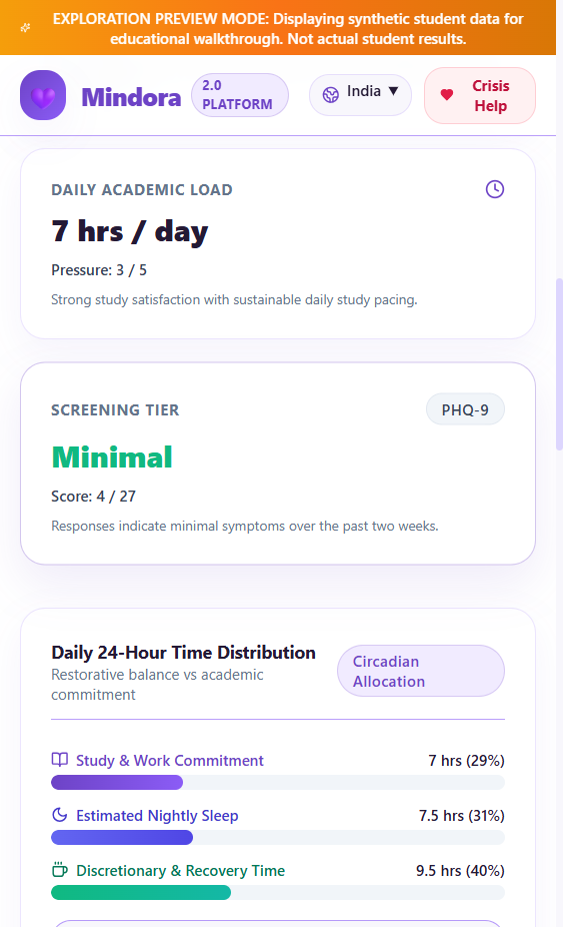 EXPLORATION PREVIEW MODE: Displaying synthetic student data for
educational walkthrough. Not actual student results.
Mindora
2.0
PLATFORM
India ▼
Crisis
Help
DAILY ACADEMIC LOAD
7 hrs / day
Pressure: 3 / 5
Strong study satisfaction with sustainable daily study pacing.
SCREENING TIER
PHQ-9
Minimal
Score: 4 / 27
Responses indicate minimal symptoms over the past two weeks.
Daily 24-Hour Time Distribution
Restorative balance vs academic
commitment
Circadian
Allocation
Study & Work Commitment 7 hrs (29%)
Estimated Nightly Sleep 7.5 hrs (31%)
Discretionary & Recovery Time 9.5 hrs (40%)